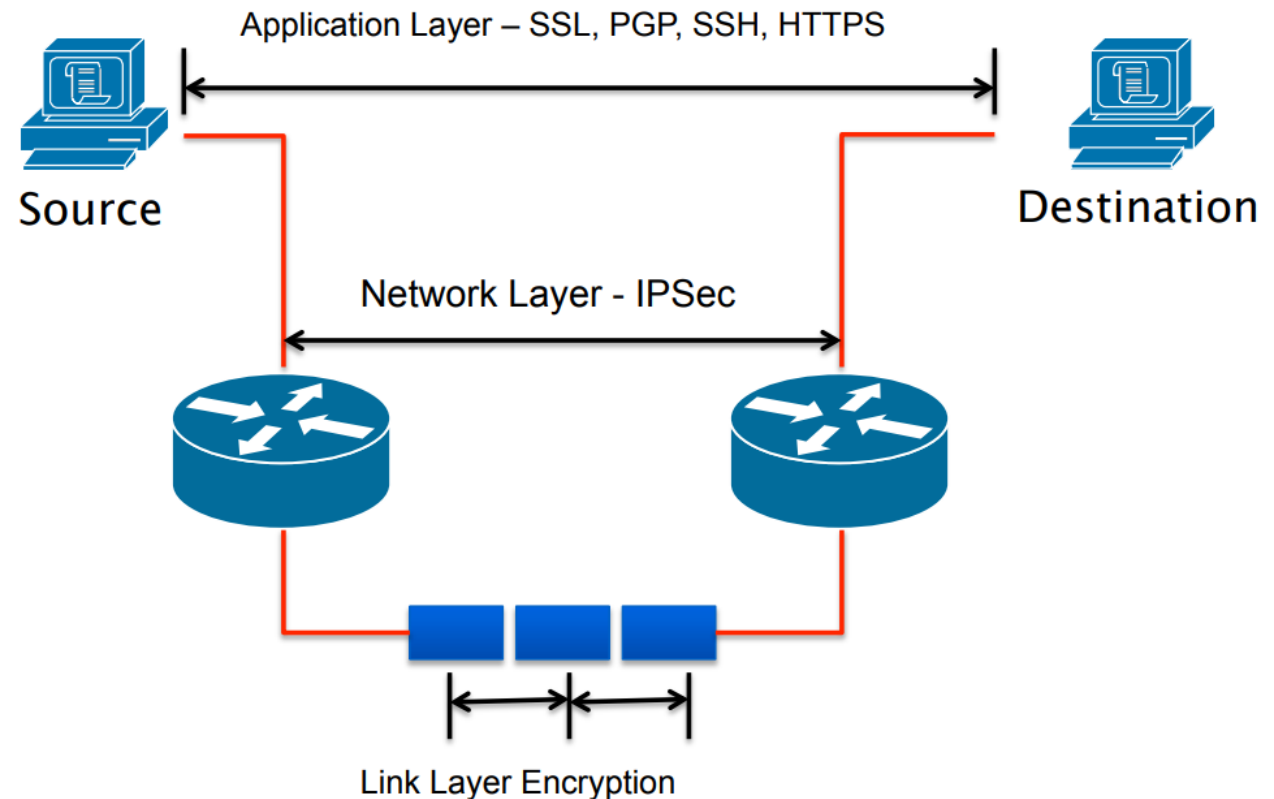 Application Layer – SSL, PGP, SSH, HTTPS
Source
Destination
Network Layer - IPSec
Link Layer Encryption